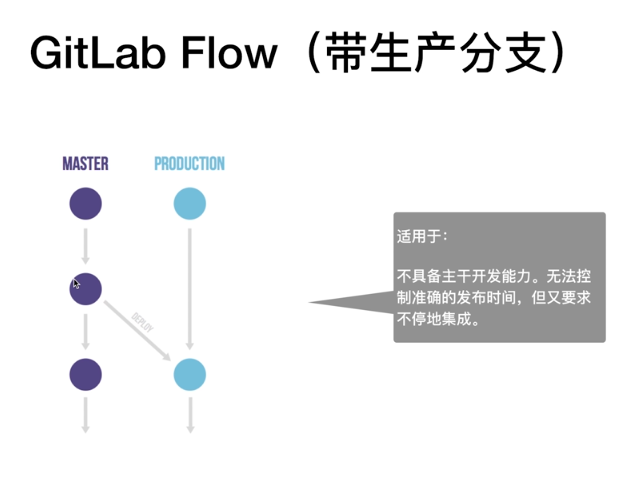 GitLab Flow（带生产分支）
MASTER
PRODUCTION
DEPLOY
适用于：
不具备主干开发能力。无法控
制准确的发布时间，但又要求
不停地集成。